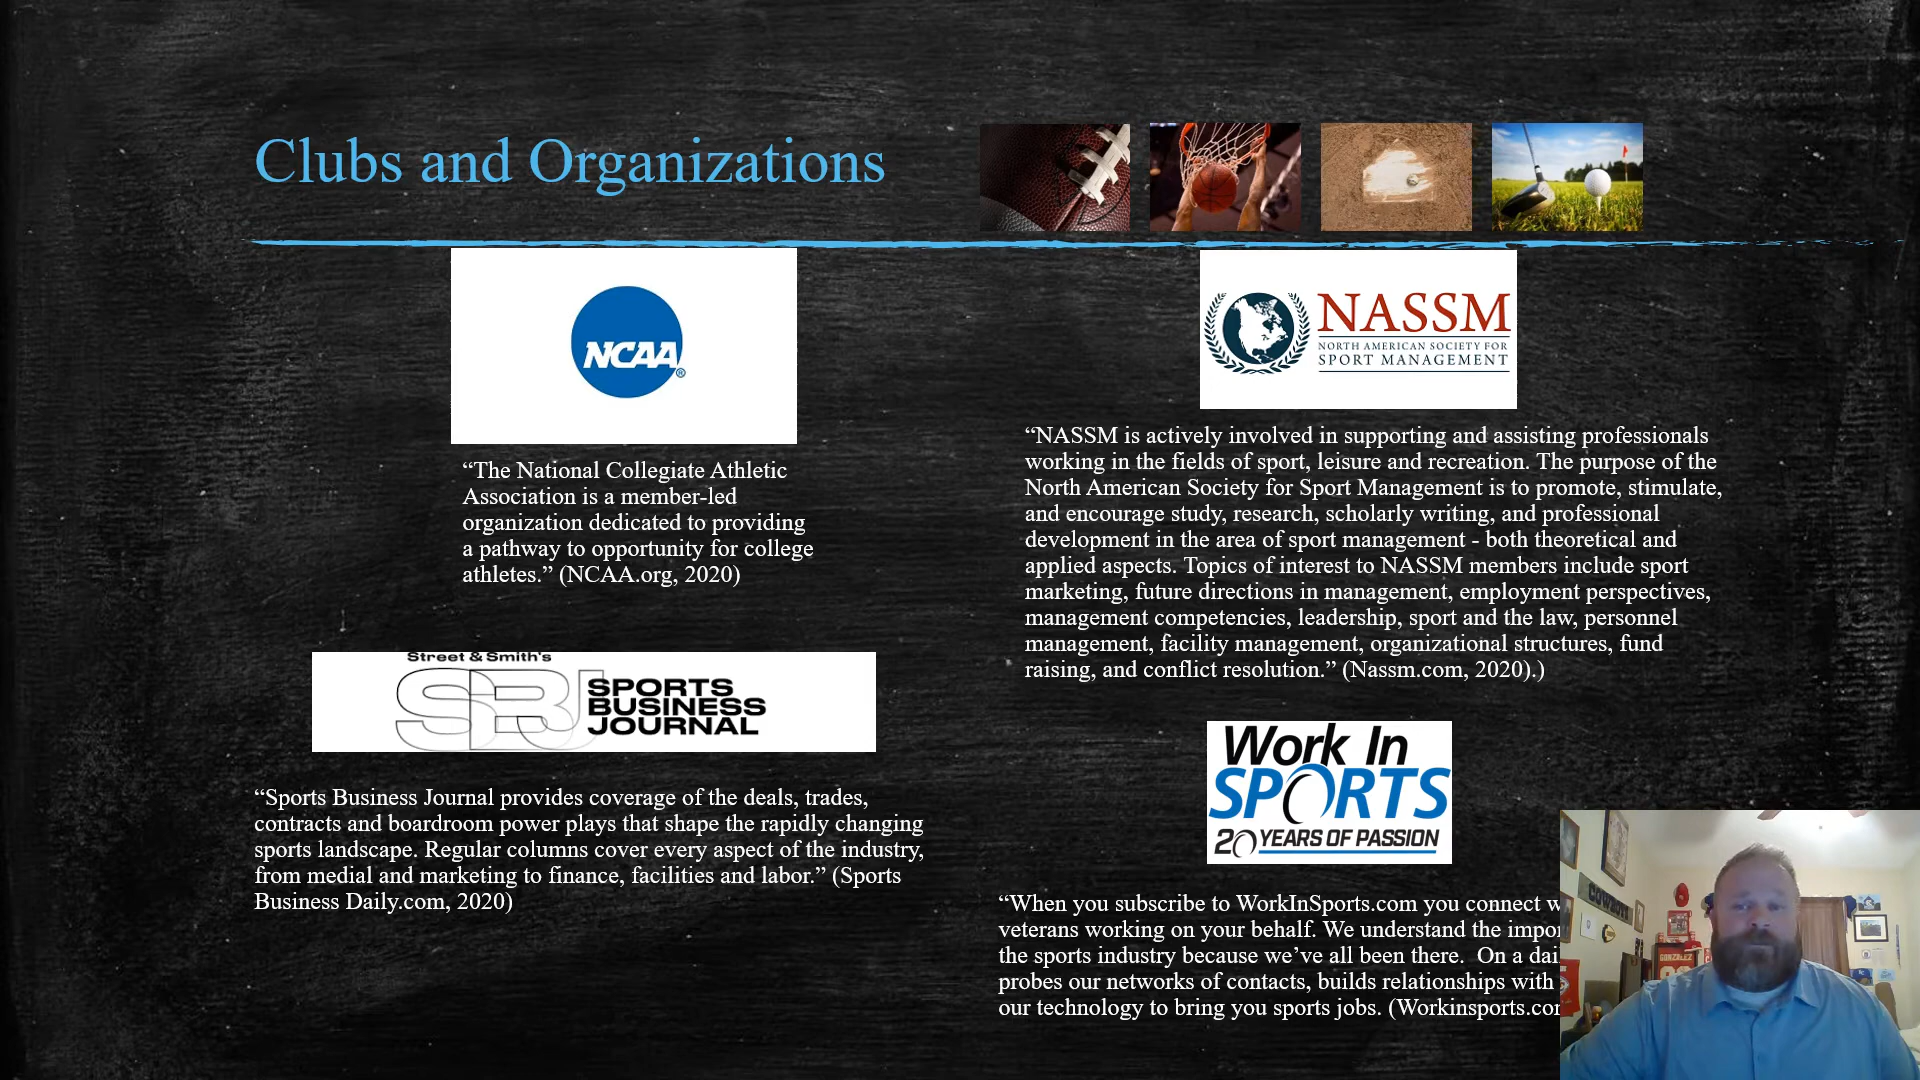 Clubs and Organizations
NCAA
®
“The National Collegiate Athletic
Association is a member-led
organization dedicated to providing
a pathway to opportunity for college
athletes.” (NCAA.org, 2020)
NASSM
NORTH AMERICAN SOCIETY FOR
SPORT MANAGEMENT
“NASSM is actively involved in supporting and assisting professionals
working in the fields of sport, leisure and recreation. The purpose of the
North American Society for Sport Management is to promote, stimulate,
and encourage study, research, scholarly writing, and professional
development in the area of sport management - both theoretical and
applied aspects. Topics of interest to NASSM members include sport
marketing, future directions in management, employment perspectives,
management competencies, leadership, sport and the law, personnel
management, facility management, organizational structures, fund
raising, and conflict resolution.” (Nassm.com, 2020).)
Street & Smith's
SBJ
SPORTS
BUSINESS
JOURNAL
“Sports Business Journal provides coverage of the deals, trades,
contracts and boardroom power plays that shape the rapidly changing
sports landscape. Regular columns cover every aspect of the industry,
from medial and marketing to finance, facilities and labor.” (Sports
Business Daily.com, 2020)
Work In
SPORTS
20 YEARS OF PASSION
“When you subscribe to WorkInSports.com you connect
veterans working on your behalf. We understand the
the sports industry because we’ve all been there. On a
probes our networks of contacts, builds relationships with
our technology to bring you sports jobs.
COWBOYS
GONZALEZ